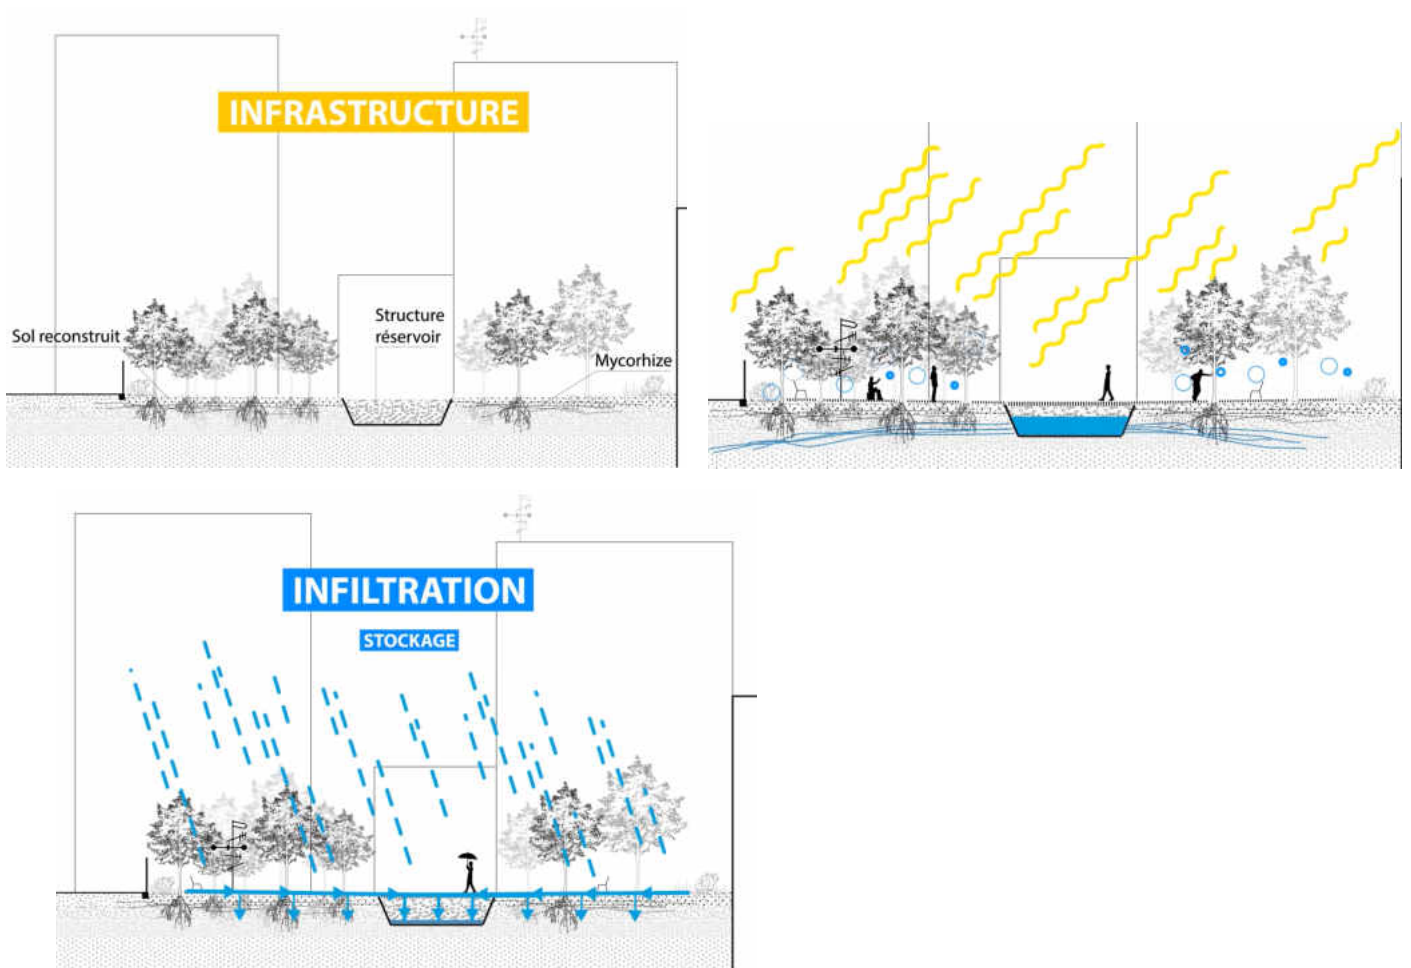 INFRASTRUCTURE
Structure
réservoir
Sol reconstruit
Mycorhize
INFILTRATION
STOCKAGE